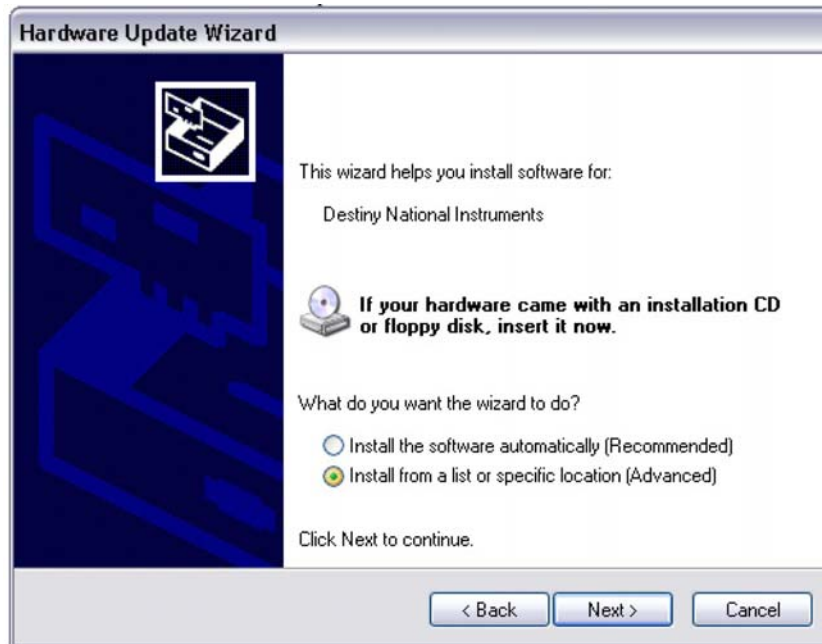 Hardware Update Wizard
This wizard helps you install software for:
Destiny National Instruments
If your hardware came with an installation CD
or floppy disk, insert it now.
What do you want the wizard to do?
Install the software automatically (Recommended)
Install from a list or specific location (Advanced)
Click Next to continue.
< Back
Next >
Cancel